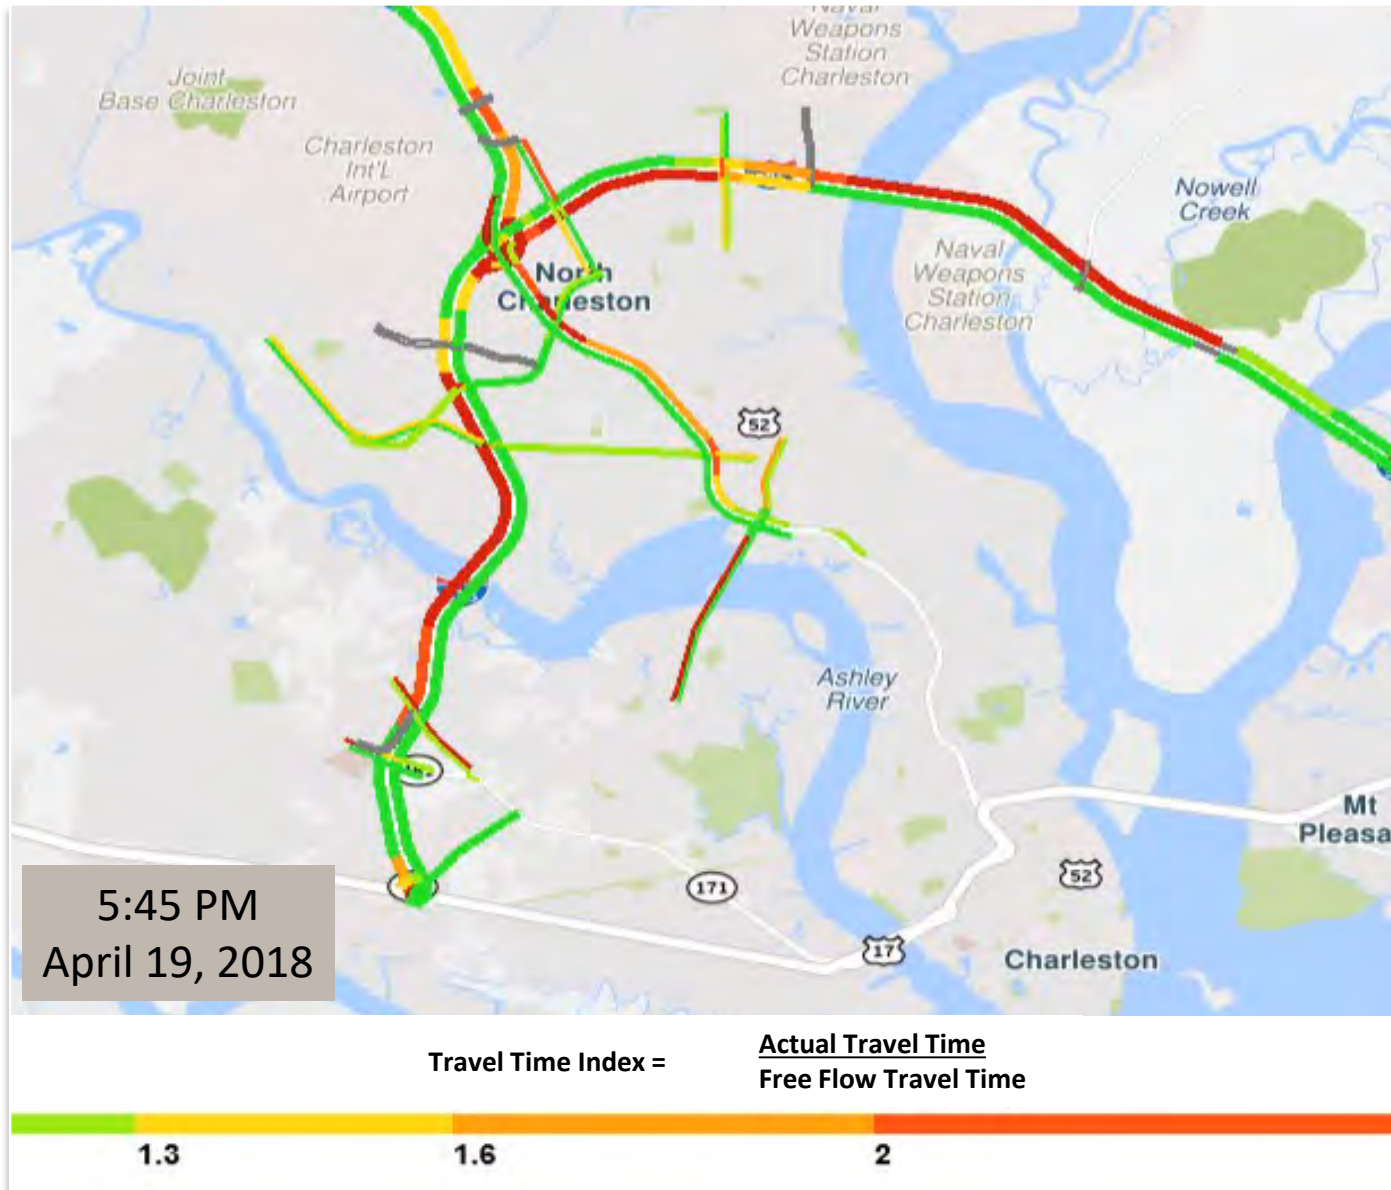 Naval
Weapons
Station
Charleston
Joint
Base Charleston
Charleston
Int'L
Airport
Nowell
Creek
Naval
Weapons
Station
Charleston
North
Charleston
52
Ashley
River
Mt
Pleasa
171
52
17
Charleston
5:45 PM
April 19, 2018
Travel Time Index =
Actual Travel Time
Free Flow Travel Time
1.3
1.6
2